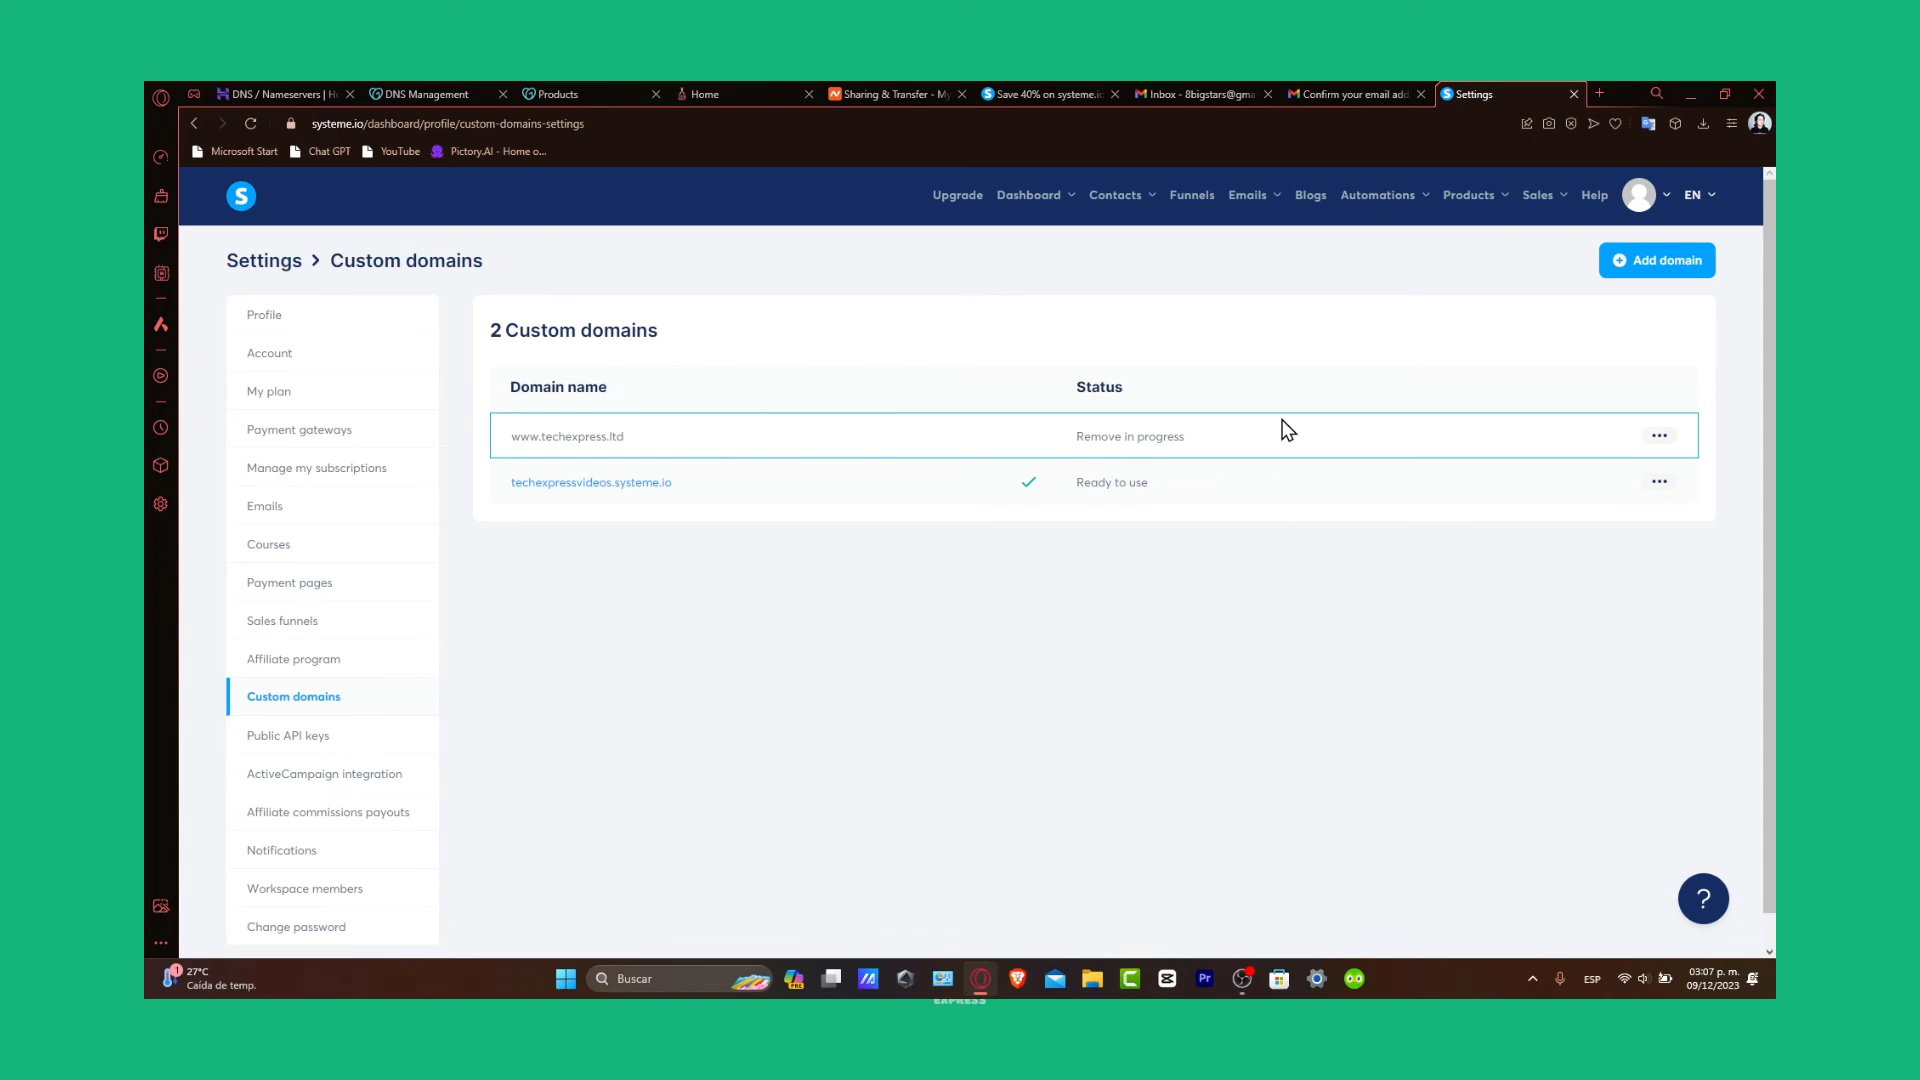 DNS / Nameservers | H
DNS Management
Products
Home
Sharing & Transfer - My
Save 40% on systeme.io
Inbox - 8bigstars@gma
Confirm your email add
Settings
systeme.io/dashboard/profile/custom-domains-settings
Microsoft Start
Chat GPT
YouTube
Pictory.AI - Home o...
S
Upgrade
Dashboard
Contacts
Funnels
Emails
Blogs
Automations
Products
Sales
Help
EN
Settings > Custom domains
Add domain
Profile
Account
My plan
Payment gateways
Manage my subscriptions
Emails
Courses
Payment pages
Sales funnels
Affiliate program
Custom domains
Public API keys
ActiveCampaign integration
Affiliate commissions payouts
Notifications
Workspace members
Change password
2 Custom domains
Domain name
Status
www.techexpress.ltd
Remove in progress
techexpressvideos.systeme.io
Ready to use
?
1
27°C
Caída de temp.
Buscar
PRE
Pr
ESP
03:07 p. m.
09/12/2023
EXPRESS